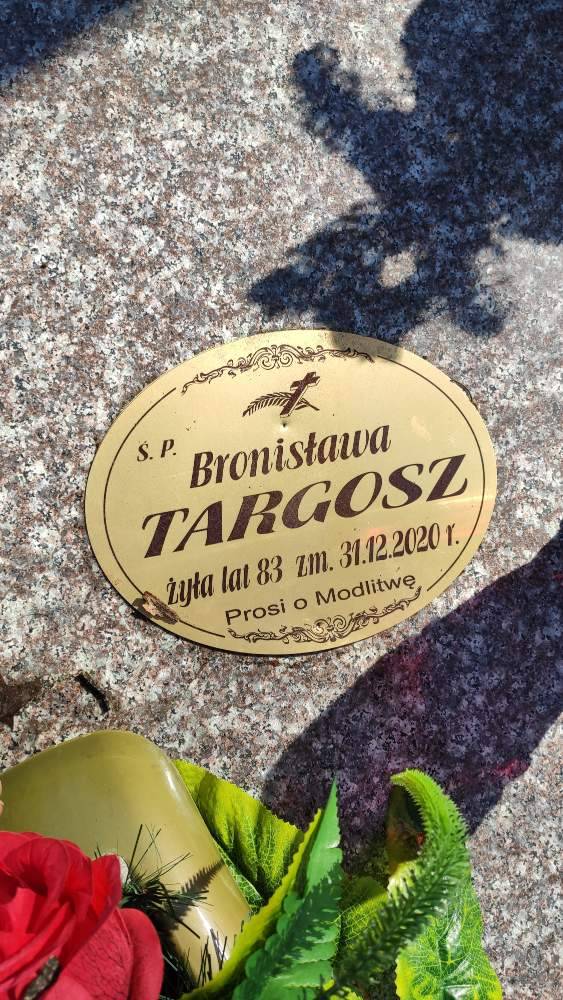 Ś. P.
Bronisława
TARGOSZ
żyła lat 83 zm. 31.12.2020 r.
Prosi o Modlitwę